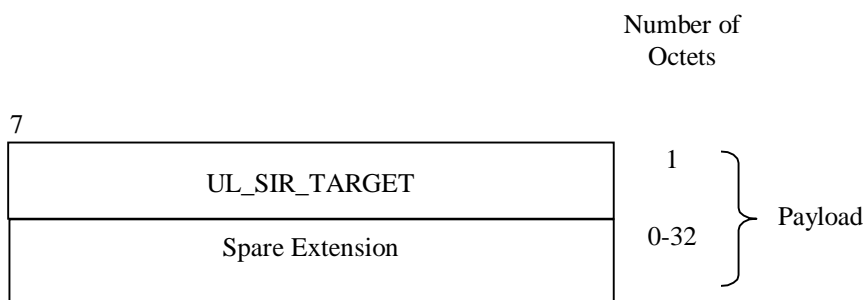 Number of
Octets
7
UL_SIR_TARGET
1
Spare Extension
0-32
Payload